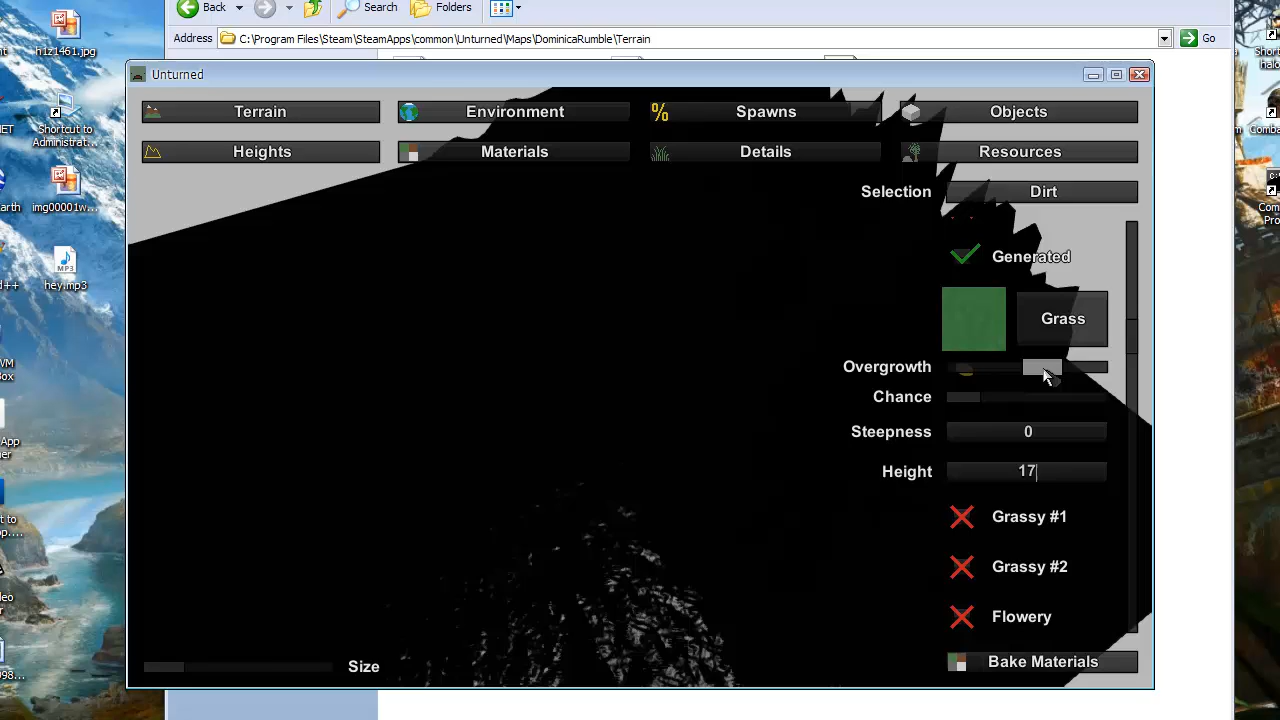 Back
Search
Folders
h1z1461.jpg
Address
C:\Program Files\Steam\SteamApps\common\Unturned\Maps\DominicaRumble\Terrain
Go
Unturned
Terrain
Environment
Spawns
Objects
Heights
Materials
Details
Resources
Shortcut to
Administrat...
Selection
Dirt
img00001w...
Generated
hey.mp3
MP3
Grass
Overgrowth
Chance
Steepness
0
Height
17
Grassy #1
Grassy #2
Flowery
Size
Bake Materials